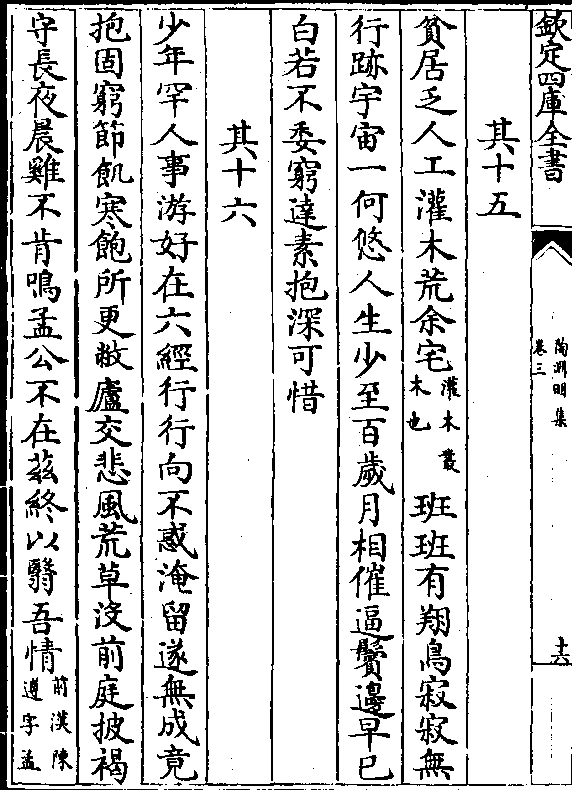 欽定四庫全書
陶淵明集
卷三
十六
其十五
貧居乏人工灌木荒余宅灌木叢木也班班有翔鳥寂寂無
行跡宇宙一何悠人生少至百歲月相催逼鬢邊早已
白若不委窮達素抱深可惜
其十六
少年罕人事游好在六經行行向不惑淹留遂無成竟
抱固窮節飢寒飽所更敝廬交悲風荒草沒前庭披褐
守長夜晨雞不肯鳴孟公不在茲終以翳吾情前漢陳遵字孟